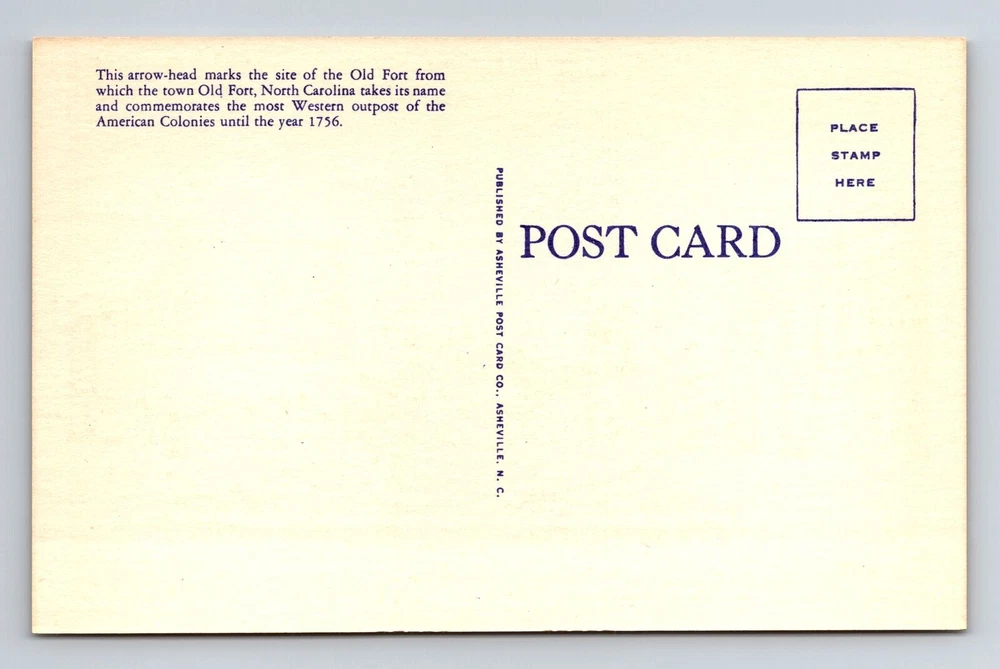 This arrow-head marks the site of the Old Fort from
which the town Old Fort, North Carolina takes its name
and commemorates the most Western outpost of the
American Colonies until the year 1756.
PUBLISHED BY ASHEVILLE POST CARD CO., ASHEVILLE, N. C.
POST CARD
PLACE
STAMP
HERE